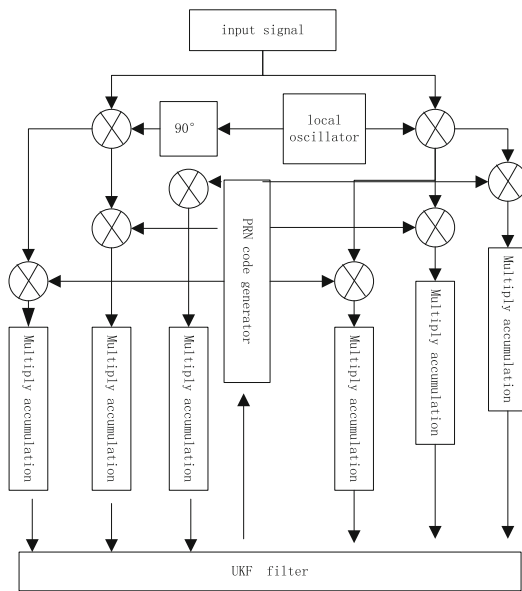 input signal
90°
local
oscillator
PRN code generator
Multiply accumulation
Multiply accumulation
Multiply accumulation
Multiply accumulation
Multiply accumulation
Multiply accumulation
UKF filter